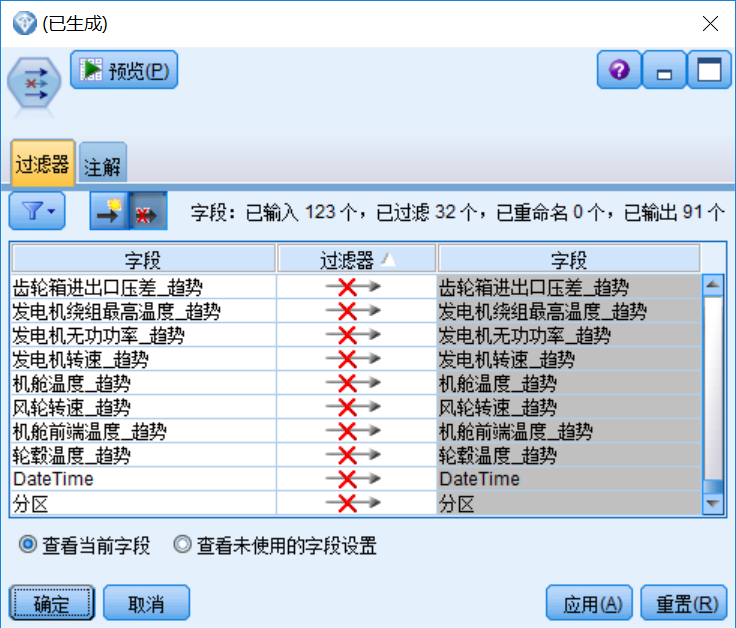 (已生成)
预览(P)
过滤器 注解
字段：已输入 123 个，已过滤 32 个，已重命名 0 个，已输出 91 个
字段 过滤器 字段
齿轮箱进出口压差_趋势 齿轮箱进出口压差_趋势
发电机绕组最高温度_趋势 发电机绕组最高温度_趋势
发电机无功功率_趋势 发电机无功功率_趋势
发电机转速_趋势 发电机转速_趋势
机舱温度_趋势 机舱温度_趋势
风轮转速_趋势 风轮转速_趋势
机舱前端温度_趋势 机舱前端温度_趋势
轮毂温度_趋势 轮毂温度_趋势
DateTime DateTime
分区 分区
查看当前字段 查看未使用的字段设置
确定 取消 应用(A) 重置(R)